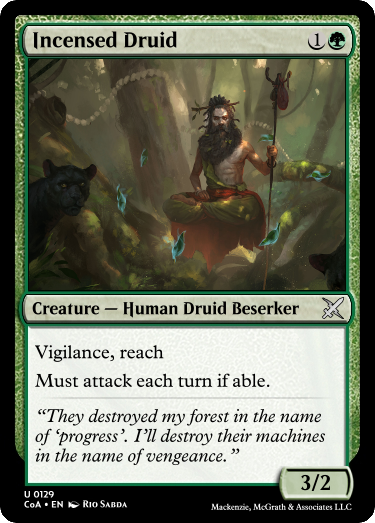 Incensed Druid 1
Creature — Human Druid Beserker
Vigilance, reach
Must attack each turn if able.
“They destroyed my forest in the name
of ‘progress’. I’ll destroy their machines
in the name of vengeance.”
3/2
U 0129
CoA • EN Rio Sabda
Mackenzie, McGrath & Associates LLC